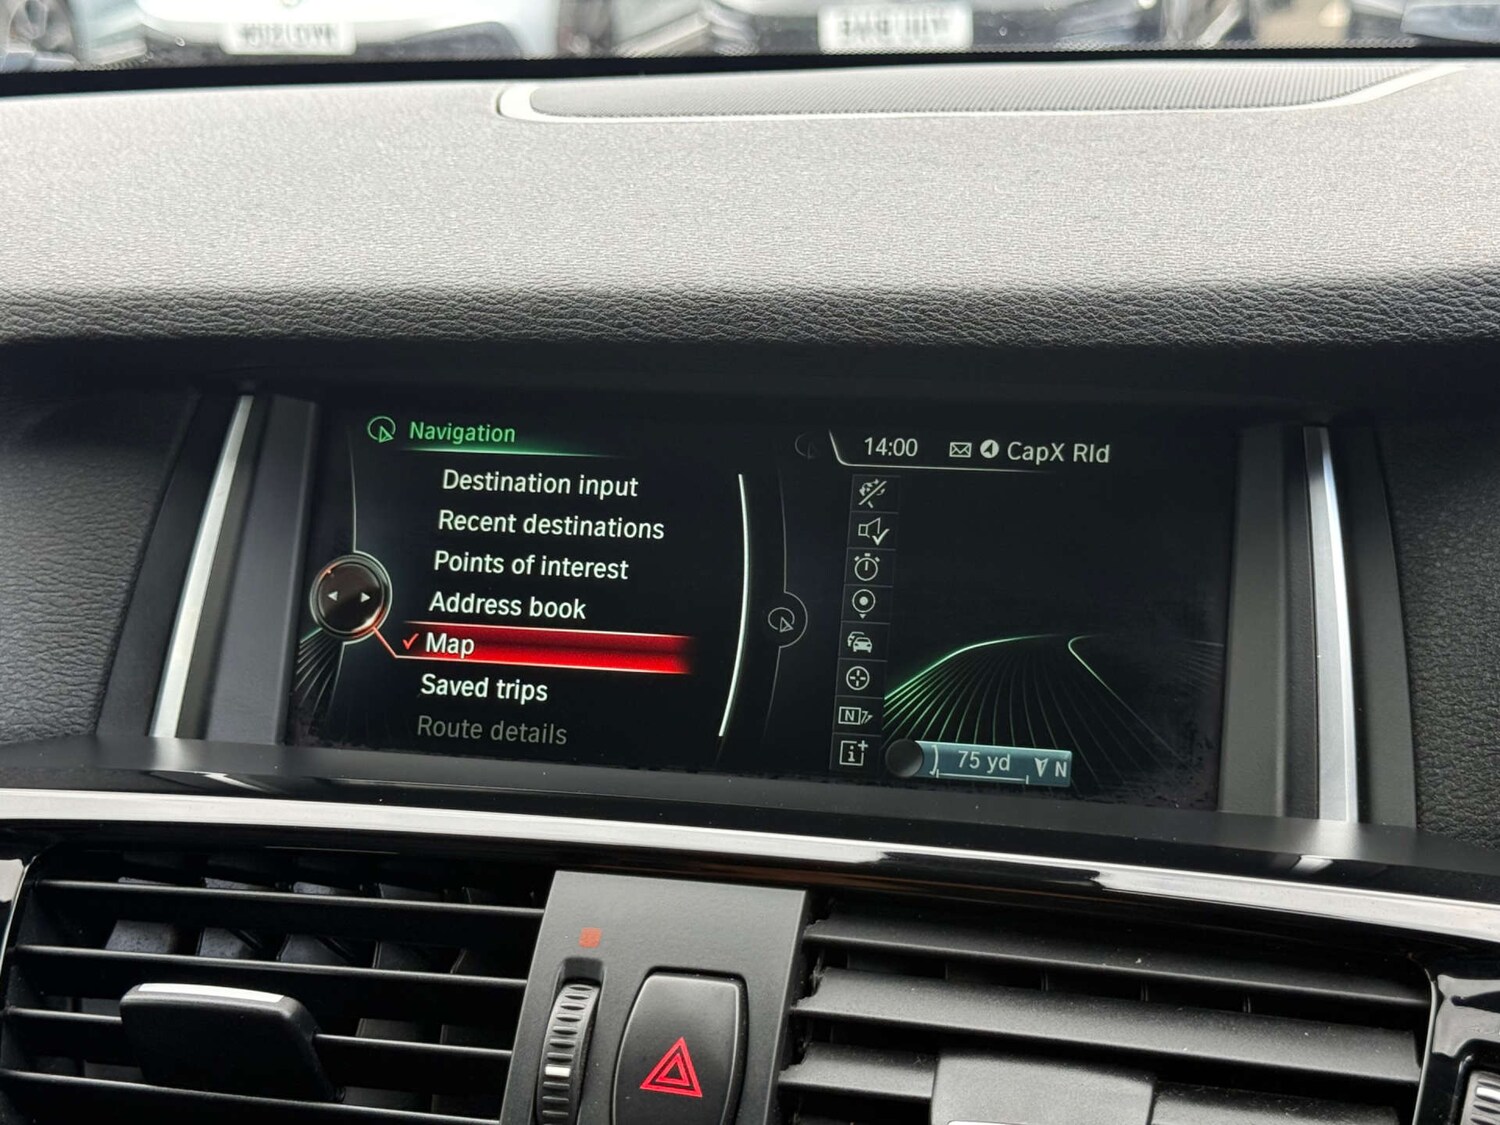 Navigation
Destination input
Recent destinations
Points of interest
Address book
Map
Saved trips
Route details
14:00 CapX Rld
N
i+
75 yd N